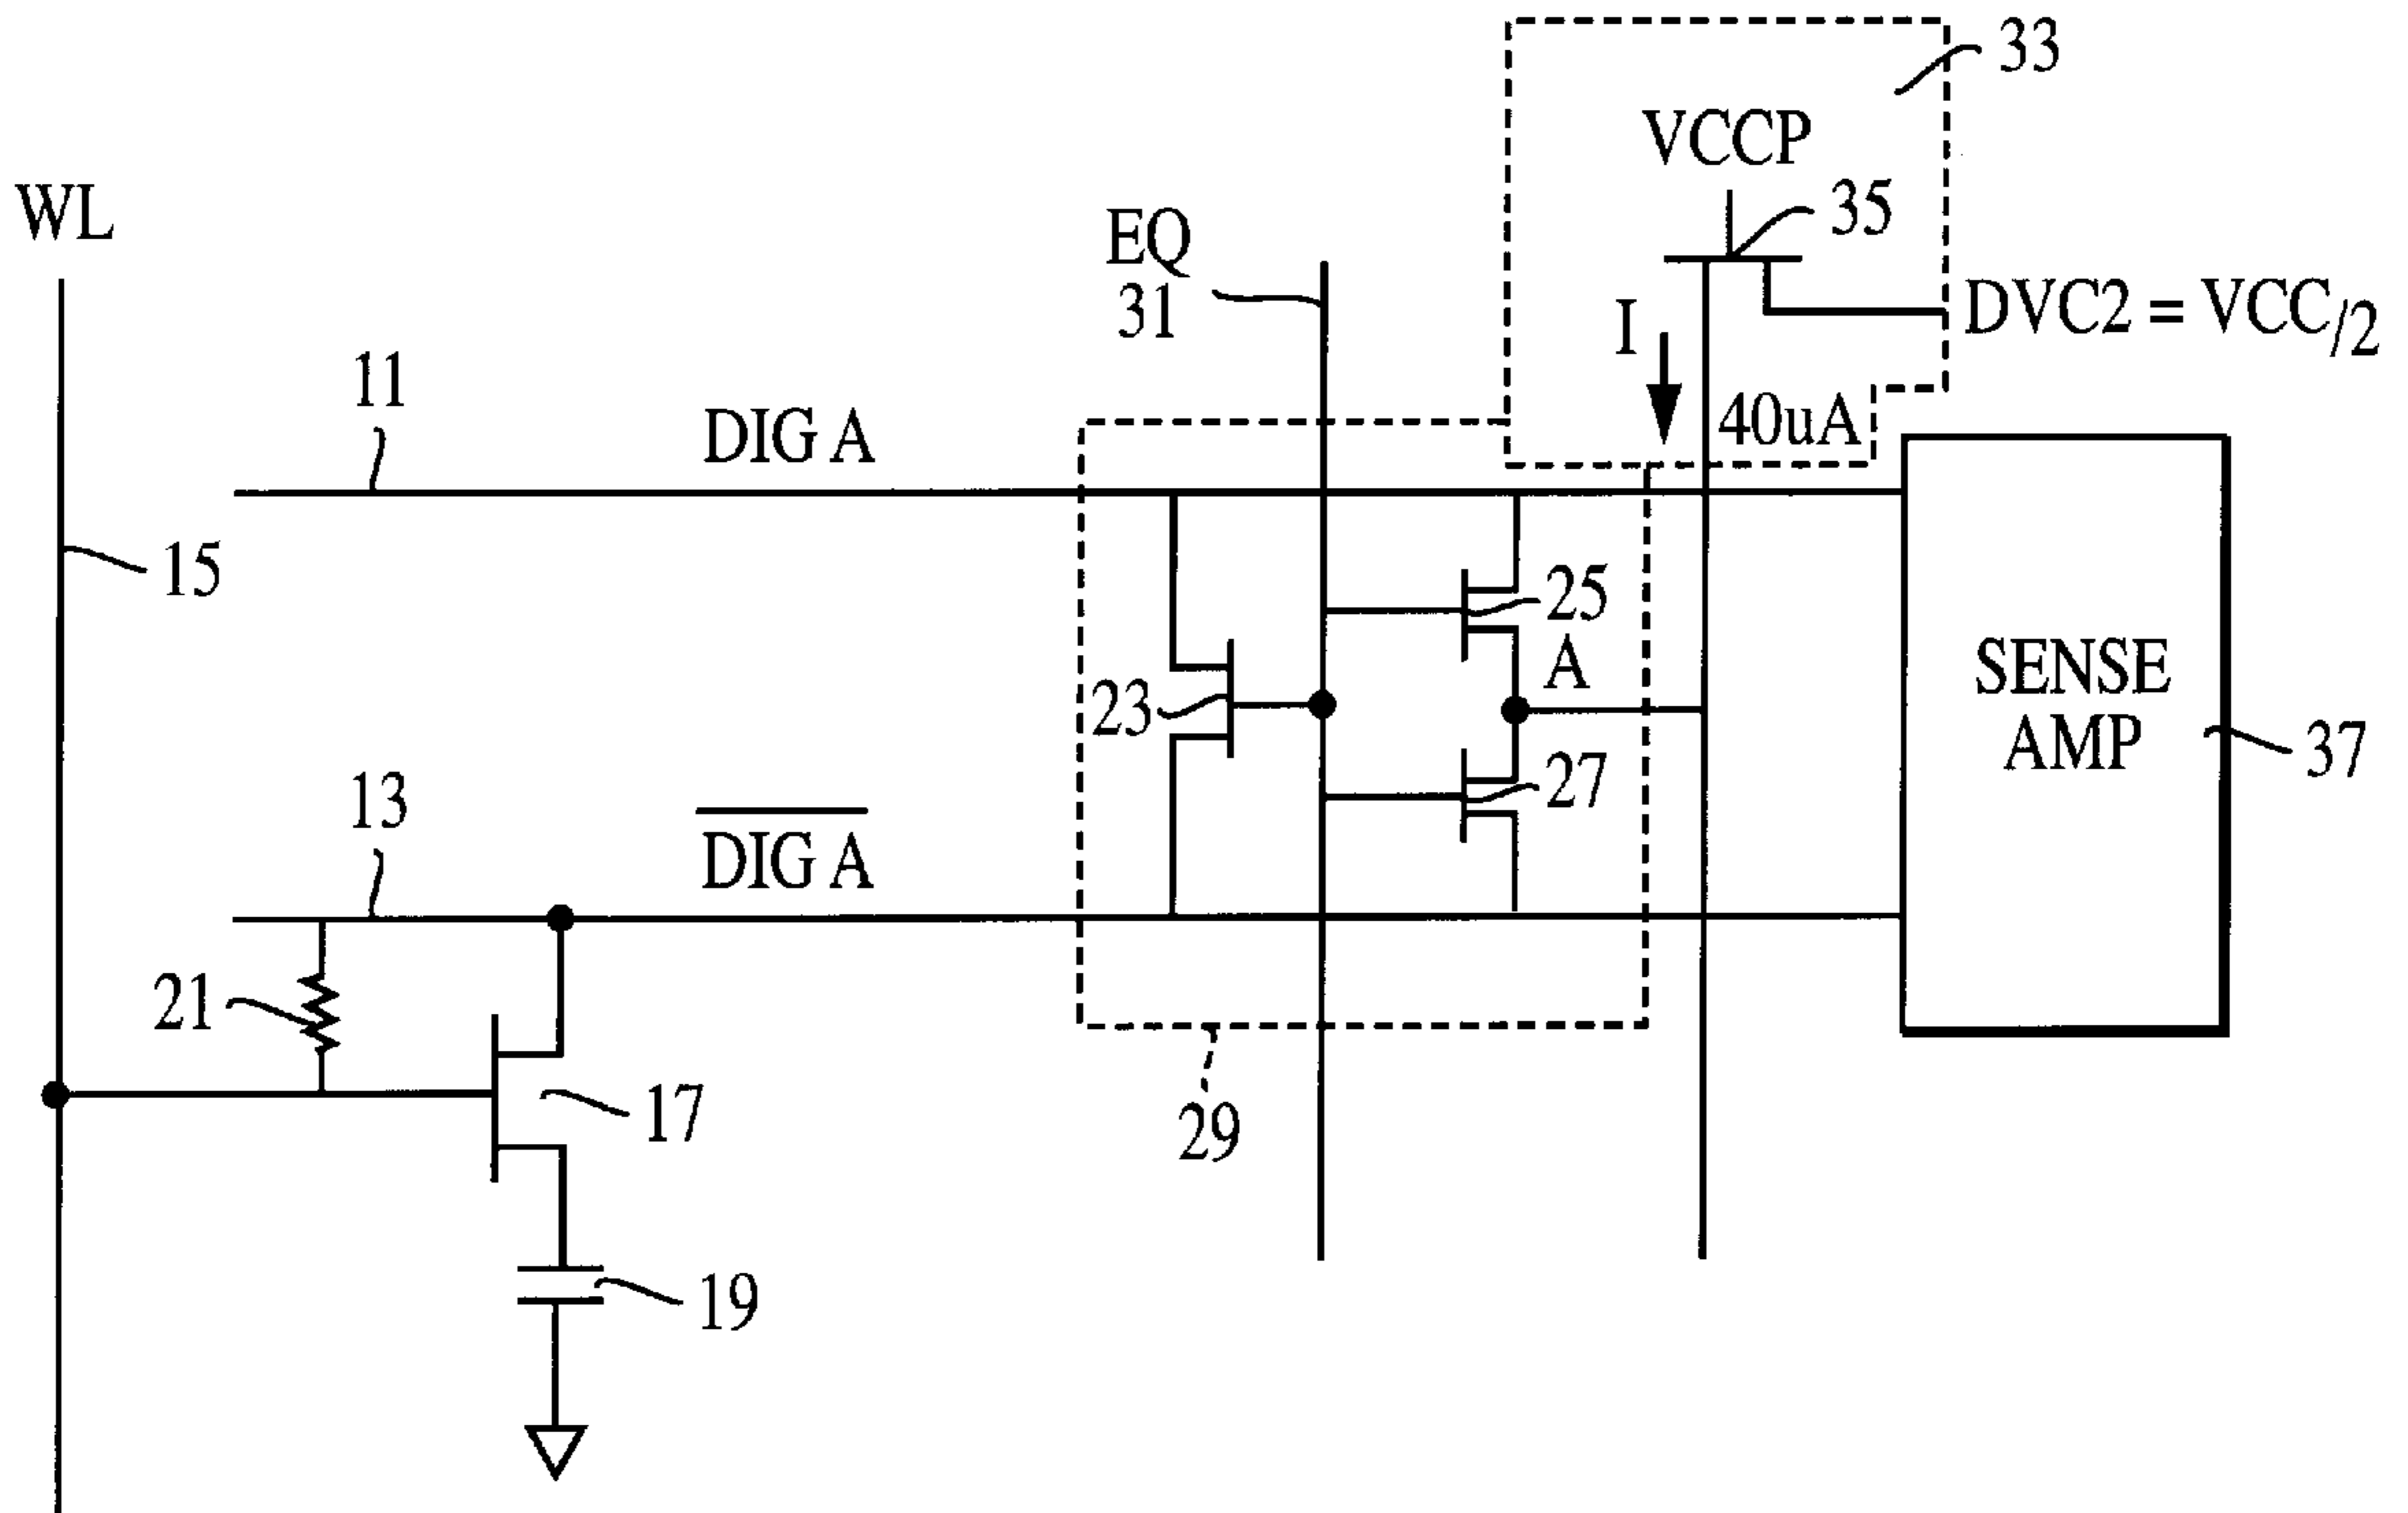 33
VCCP
WL
35
EQ
31
DVC2 = VCC/2
I
11
DIG A
40uA
15
25
A
23
SENSE
AMP
37
27
13
DIG A
21
17
29
19